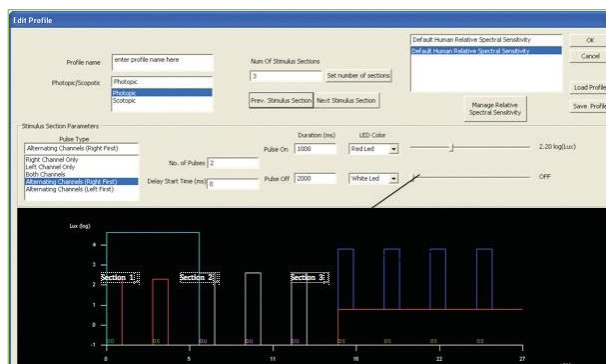 Edit Profile
Profile name
enter profile name here
Photopic/Scopotic
Photopic
Photopic
Scotopic
Num Of Stimulus Sections
3
Set number of sections
Prev. Stimulus Section
Next Stimulus Section
Default Human Relative Spectral Sensitivity
Default Human Relative Spectral Sensitivity
Manage Relative
Spectral Sensitivity
OK
Cancel
Load Profile
Save Profile
Stimulus Section Parameters
Pulse Type
Alternating Channels (Right First)
Right Channel Only
Left Channel Only
Both Channels
Alternating Channels (Right First)
Alternating Channels (Left First)
No. of Pulses
2
Delay Start Time (ms)
0
Duration (ms)
LED Color
Pulse On
1000
Red Led
2.20 log(Lux)
Pulse Off
2000
White Led
OFF
Lux (log)
4
3
2
1
0
-1
Section 1
Section 2
Section 3
0
5
11
16
22
27